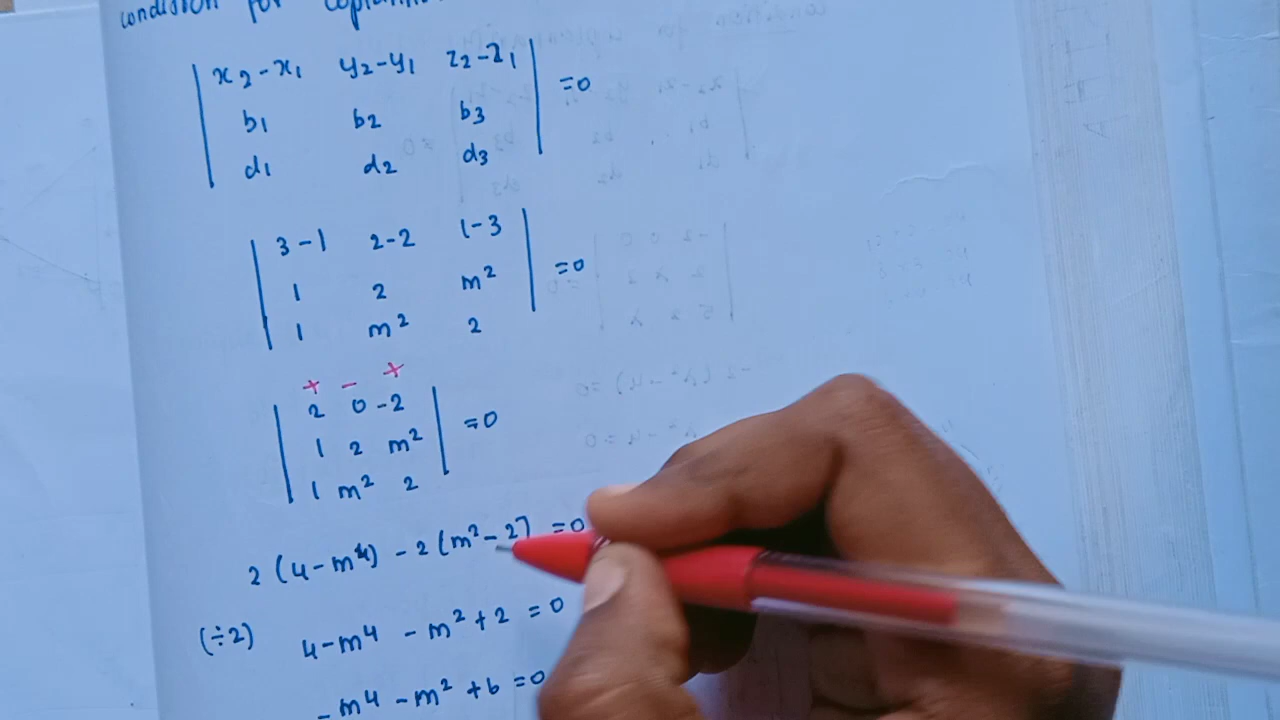 condition for
| x₂-x₁ y₂-y₁ z₂-z₁ |
| b₁ b₂ b₃ | =0
| d₁ d₂ d₃ |
| 3-1 2-2 1-3 |
| 1 2 m² | =0
| 1 m² 2 |
+ - +
| 2 0 -2 |
| 1 2 m² | =0
| 1 m² 2 |
2 (4-m⁴) - 2 (m²-2) =0
(÷2) 4-m⁴ - m²+2 =0
- m⁴ - m² +6 =0